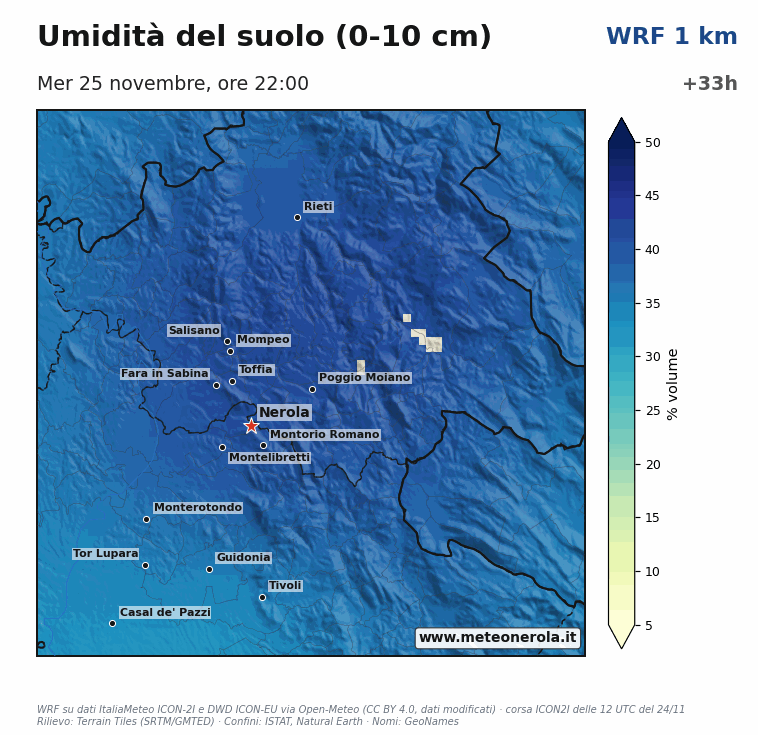 Umidità del suolo (0-10 cm)
WRF 1 km
Mer 25 novembre, ore 22:00
+33h
Rieti
Salisano
Mompeo
Fara in Sabina
Toffia
Poggio Moiano
Nerola
Montorio Romano
Montelibretti
Monterotondo
Tor Lupara
Guidonia
Tivoli
Casal de' Pazzi
www.meteonerola.it
50
45
40
35
30
25
20
15
10
5
% volume
WRF su dati ItaliaMeteo ICON-2I e DWD ICON-EU via Open-Meteo (CC BY 4.0, dati modificati) · corsa ICON2I delle 12 UTC del 24/11
Rilievo: Terrain Tiles (SRTM/GMTED) · Confini: ISTAT, Natural Earth · Nomi: GeoNames